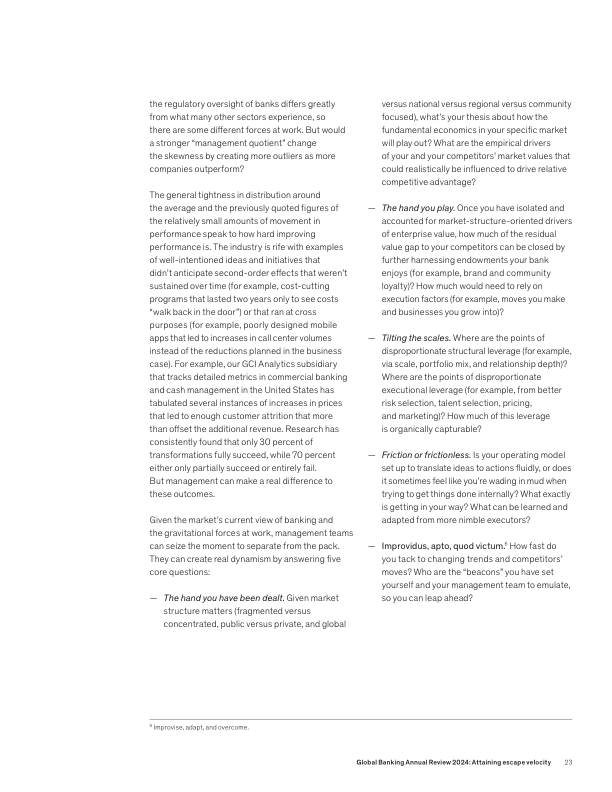 the regulatory oversight of banks differs greatly
from what many other sectors experience, so
there are some different forces at work. But would
a stronger “management quotient” change
the skewness by creating more outliers as more
companies outperform?
The general tightness in distribution around
the average and the previously quoted figures of
the relatively small amounts of movement in
performance speak to how hard improving
performance is. The industry is rife with examples
of well-intentioned ideas and initiatives that
didn’t anticipate second-order effects that weren’t
sustained over time (for example, cost-cutting
programs that lasted two years only to see costs
“walk back in the door”) or that ran at cross
purposes (for example, poorly designed mobile
apps that led to increases in call center volumes
instead of the reductions planned in the business
case). For example, our GCI Analytics subsidiary
that tracks detailed metrics in commercial banking
and cash management in the United States has
tabulated several instances of increases in prices
that led to enough customer attrition that more
than offset the additional revenue. Research has
consistently found that only 30 percent of
transformations fully succeed, while 70 percent
either only partially succeed or entirely fail.
But management can make a real difference to
these outcomes.
Given the market’s current view of banking and
the gravitational forces at work, management teams
can seize the moment to separate from the pack.
They can create real dynamism by answering five
core questions:
— The hand you have been dealt. Given market
structure matters (fragmented versus
concentrated, public versus private, and global
versus national versus regional versus community
focused), what’s your thesis about how the
fundamental economics in your specific market
will play out? What are the empirical drivers
of your and your competitors’ market values that
could realistically be influenced to drive relative
competitive advantage?
— The hand you play. Once you have isolated and
accounted for market-structure-oriented drivers
of enterprise value, how much of the residual
value gap to your competitors can be closed by
further harnessing endowments your bank
enjoys (for example, brand and community
loyalty)? How much would need to rely on
execution factors (for example, moves you make
and businesses you grow into)?
— Tilting the scales. Where are the points of
disproportionate structural leverage (for example,
via scale, portfolio mix, and relationship depth)?
Where are the points of disproportionate
executional leverage (for example, from better
risk selection, talent selection, pricing,
and marketing)? How much of this leverage
is organically capturable?
— Friction or frictionless. Is your operating model
set up to translate ideas to actions fluidly, or does
it sometimes feel like you’re wading in mud when
trying to get things done internally? What exactly
is getting in your way? What can be learned and
adapted from more nimble executors?
— Improvidus, apto, quod victum.⁶ How fast do
you tack to changing trends and competitors’
moves? Who are the “beacons” you have set
yourself and your management team to emulate,
so you can leap ahead?
⁶ Improvise, adapt, and overcome.
Global Banking Annual Review 2024: Attaining escape velocity 23